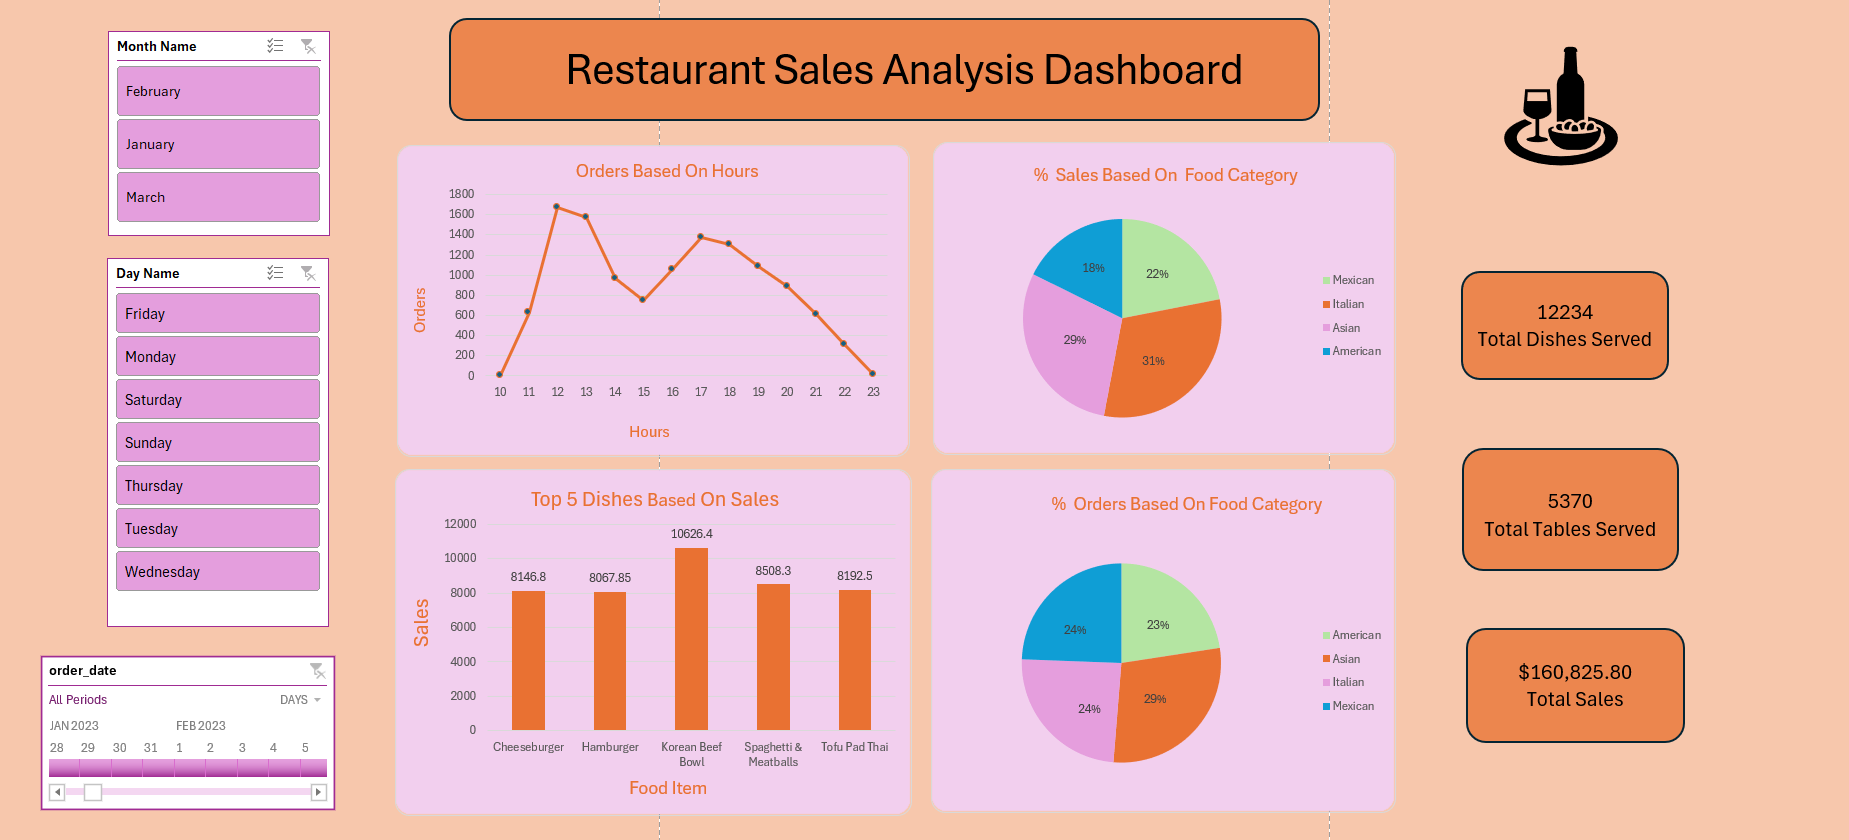 Restaurant Sales Analysis Dashboard
Month Name
February
January
March
Day Name
Friday
Monday
Saturday
Sunday
Thursday
Tuesday
Wednesday
order_date
All Periods DAYS
JAN 2023 FEB 2023
28 29 30 31 1 2 3 4 5
Orders Based On Hours
1800
1600
1400
1200
1000
800
600
400
200
0
Orders
10 11 12 13 14 15 16 17 18 19 20 21 22 23
Hours
% Sales Based On Food Category
18%
22%
29%
31%
Mexican
Italian
Asian
American
Top 5 Dishes Based On Sales
12000
10000
8000
6000
4000
2000
0
Sales
8146.8
8067.85
10626.4
8508.3
8192.5
Cheeseburger
Hamburger
Korean Beef
Bowl
Spaghetti &
Meatballs
Tofu Pad Thai
Food Item
% Orders Based On Food Category
24%
23%
24%
29%
American
Asian
Italian
Mexican
12234
Total Dishes Served
5370
Total Tables Served
$160,825.80
Total Sales